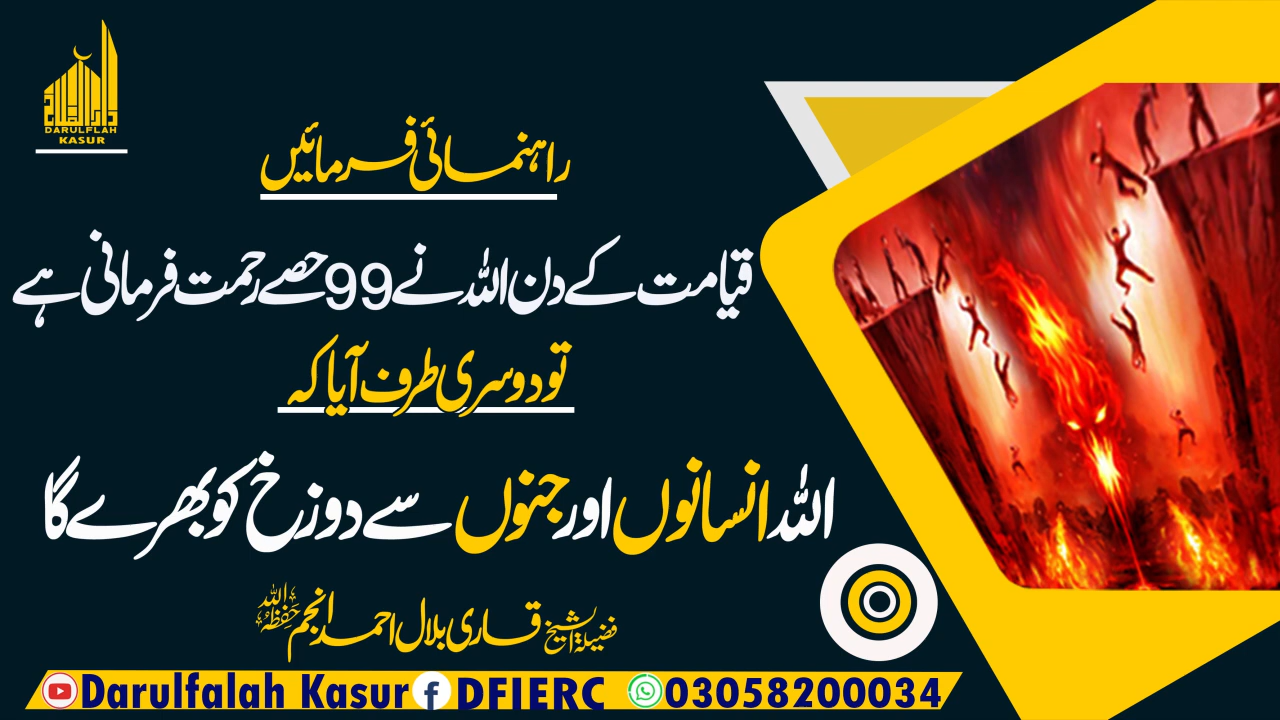 دارالفلاح
DARULFLAH
KASUR
راہنمائی فرمائیں
قیامت کے دن اللہ نے 99 حصے رحمت فرمانی ہے
تو دوسری طرف آیا کہ
اللہ انسانوں اور جنوں سے دوزخ کو بھرے گا
فضیلۃ الشیخ قاری بلال احمد انجم حفظہ اللہ
Darulfalah Kasur DFIERC 03058200034